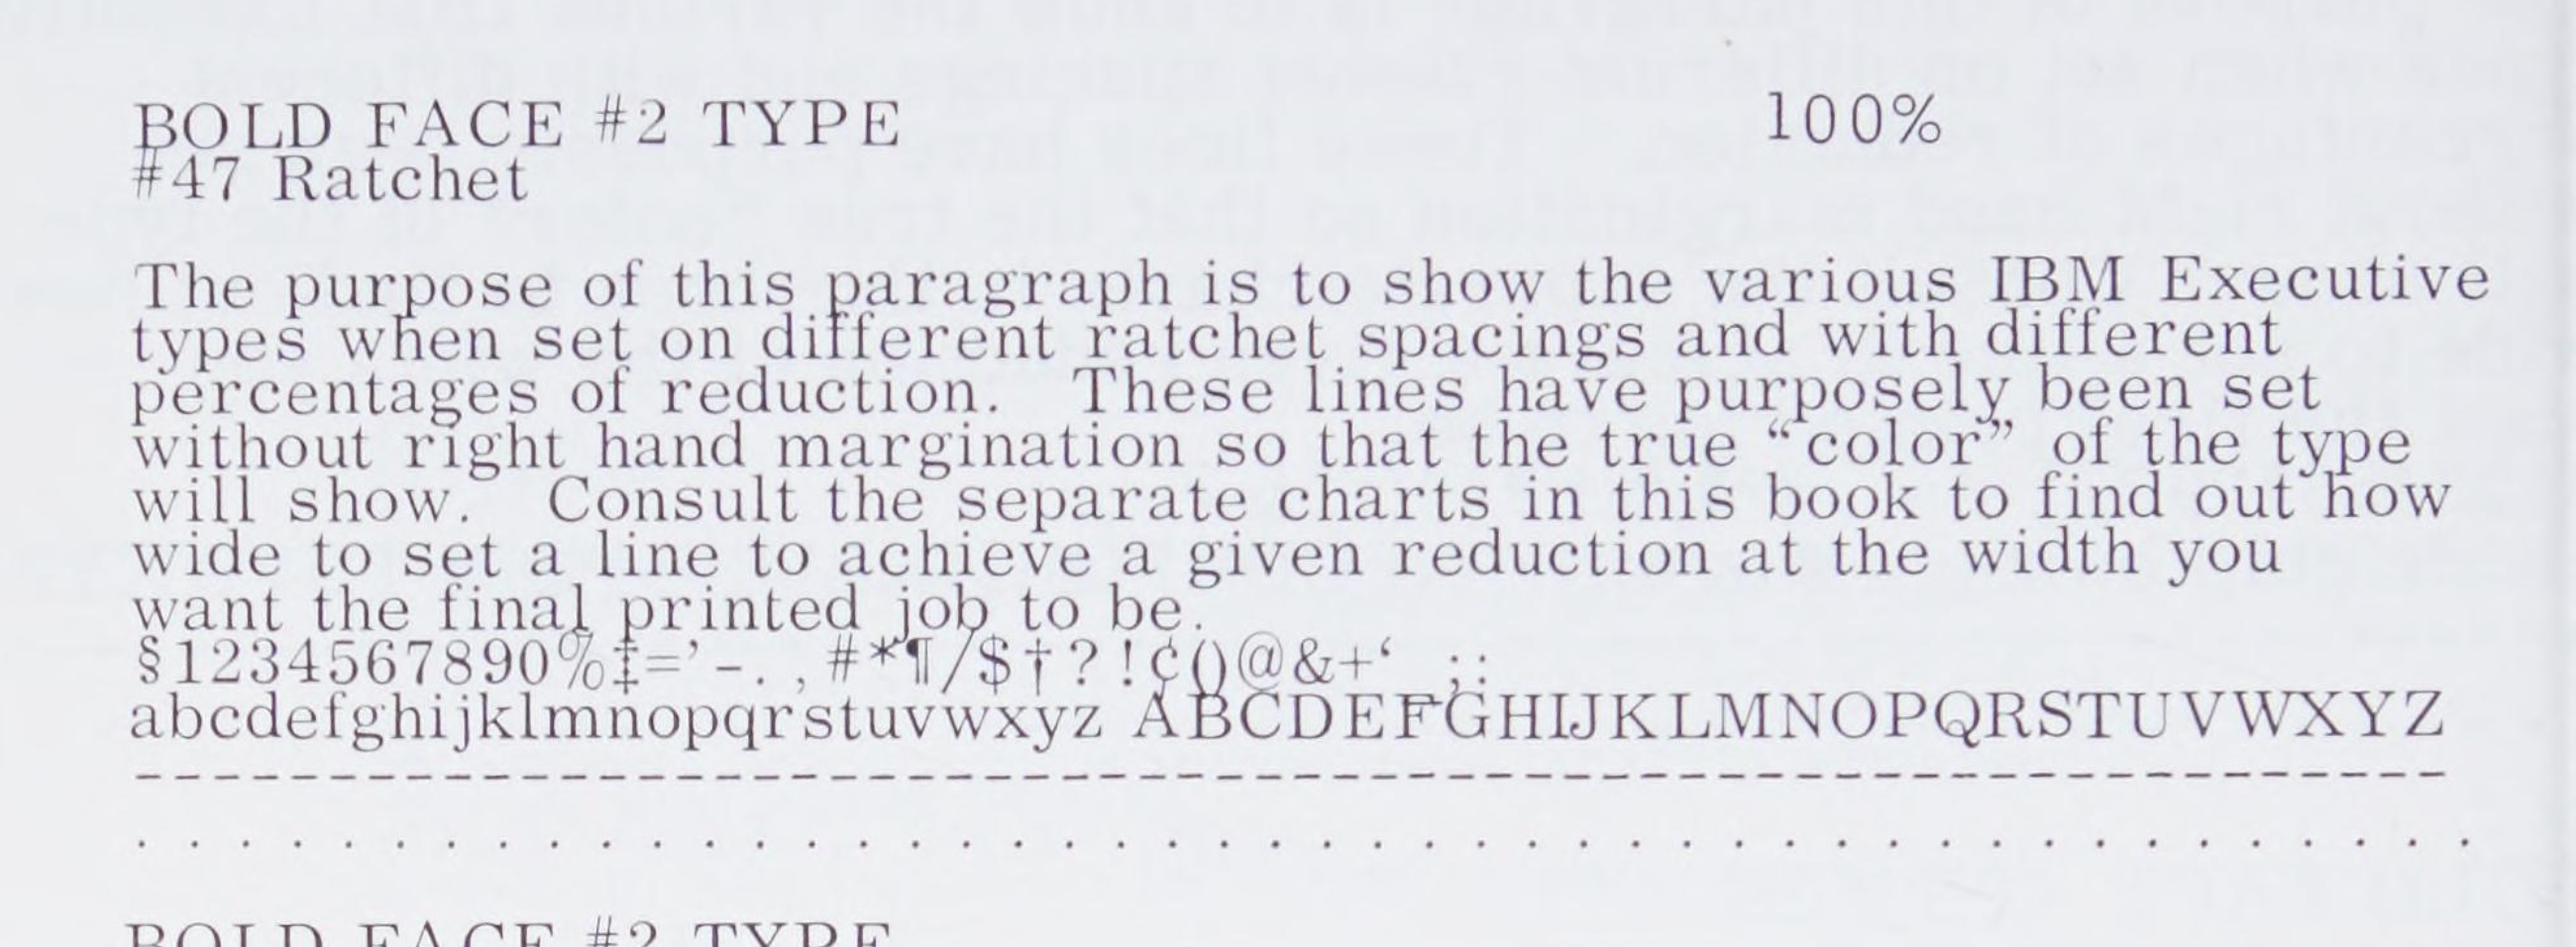 BOLD FACE #2 TYPE 100%
#47 Ratchet
The purpose of this paragraph is to show the various IBM Executive
types when set on different ratchet spacings and with different
percentages of reduction.  These lines have purposely been set
without right hand margination so that the true “color” of the type
will show.  Consult the separate charts in this book to find out how
wide to set a line to achieve a given reduction at the width you
want the final printed job to be.
§1234567890%‡=’-.,#*¶/$†?!¢()@&+‘ ;:
abcdefghijklmnopqrstuvwxyz ABCDEFGHIJKLMNOPQRSTUVWXYZ
---------------------------------------------
. . . . . . . . . . . . . . . . . . . . . . . . . . . . . . . . . . . . . . . . . . . . . .
BOLD FACE #2 TYPE